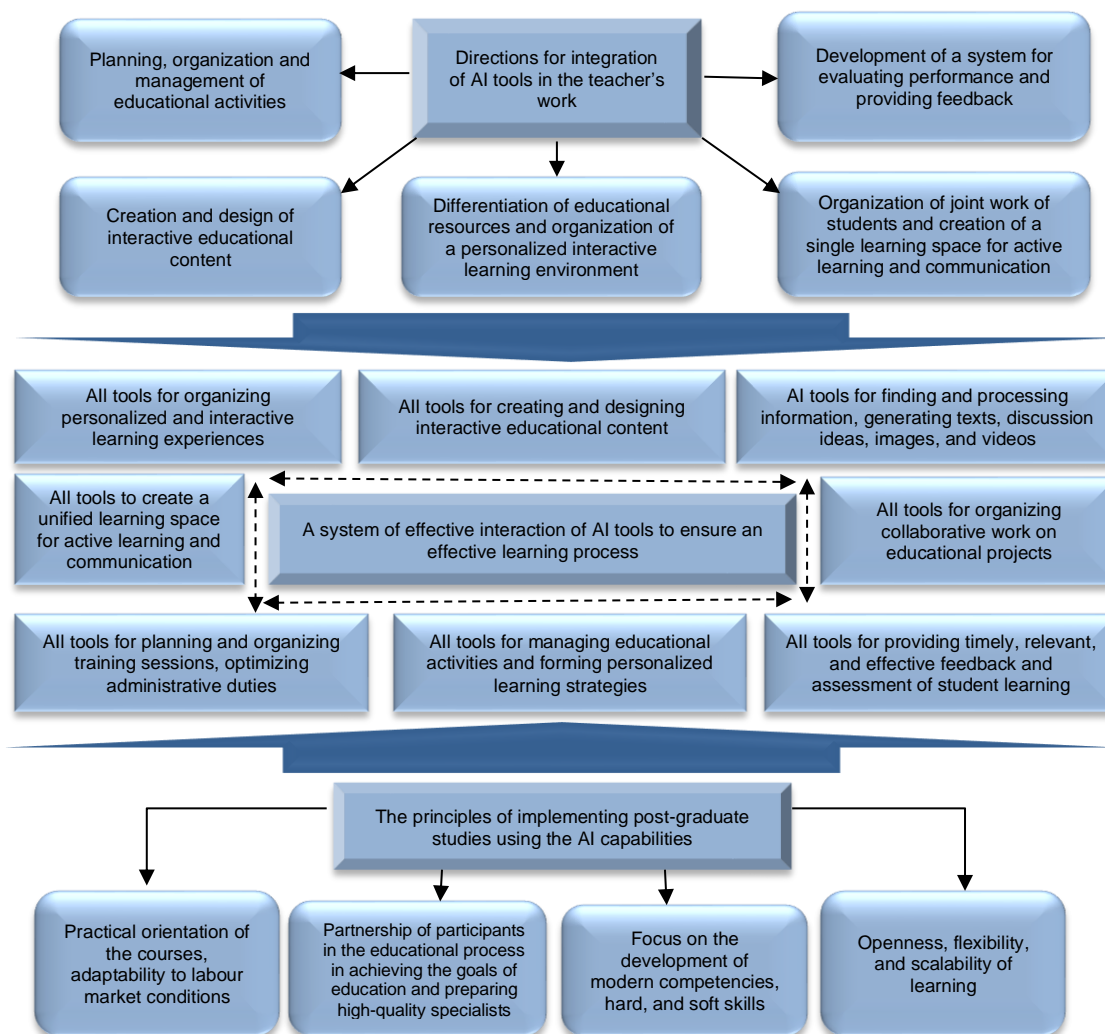 Planning, organization and
management of
educational activities
Directions for integration
of AI tools in the teacher's
work
Development of a system for
evaluating performance and
providing feedback
Creation and design of
interactive educational
content
Differentiation of educational
resources and organization of
a personalized interactive
learning environment
Organization of joint work of
students and creation of a
single learning space for active
learning and communication
All tools for organizing
personalized and interactive
learning experiences
All tools for creating and designing
interactive educational content
AI tools for finding and processing
information, generating texts, discussion
ideas, images, and videos
All tools to create a
unified learning space
for active learning and
communication
A system of effective interaction of AI tools to ensure an
effective learning process
All tools for organizing
collaborative work on
educational projects
All tools for planning and organizing
training sessions, optimizing
administrative duties
All tools for managing educational
activities and forming personalized
learning strategies
All tools for providing timely, relevant,
and effective feedback and
assessment of student learning
The principles of implementing post-graduate
studies using the AI capabilities
Practical orientation of
the courses,
adaptability to labour
market conditions
Partnership of participants
in the educational process
in achieving the goals of
education and preparing
high-quality specialists
Focus on the
development of
modern competencies,
hard, and soft skills
Openness, flexibility,
and scalability of
learning